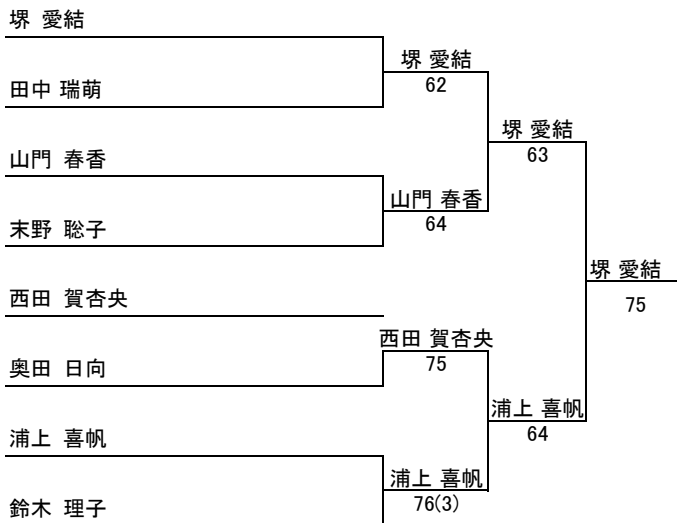 堺 愛結
田中 瑞萌
山門 春香
末野 聡子
西田 賀杏央
奥田 日向
浦上 喜帆
鈴木 理子
堺 愛結
62
山門 春香
64
西田 賀杏央
75
浦上 喜帆
76(3)
堺 愛結
63
浦上 喜帆
64
堺 愛結
75